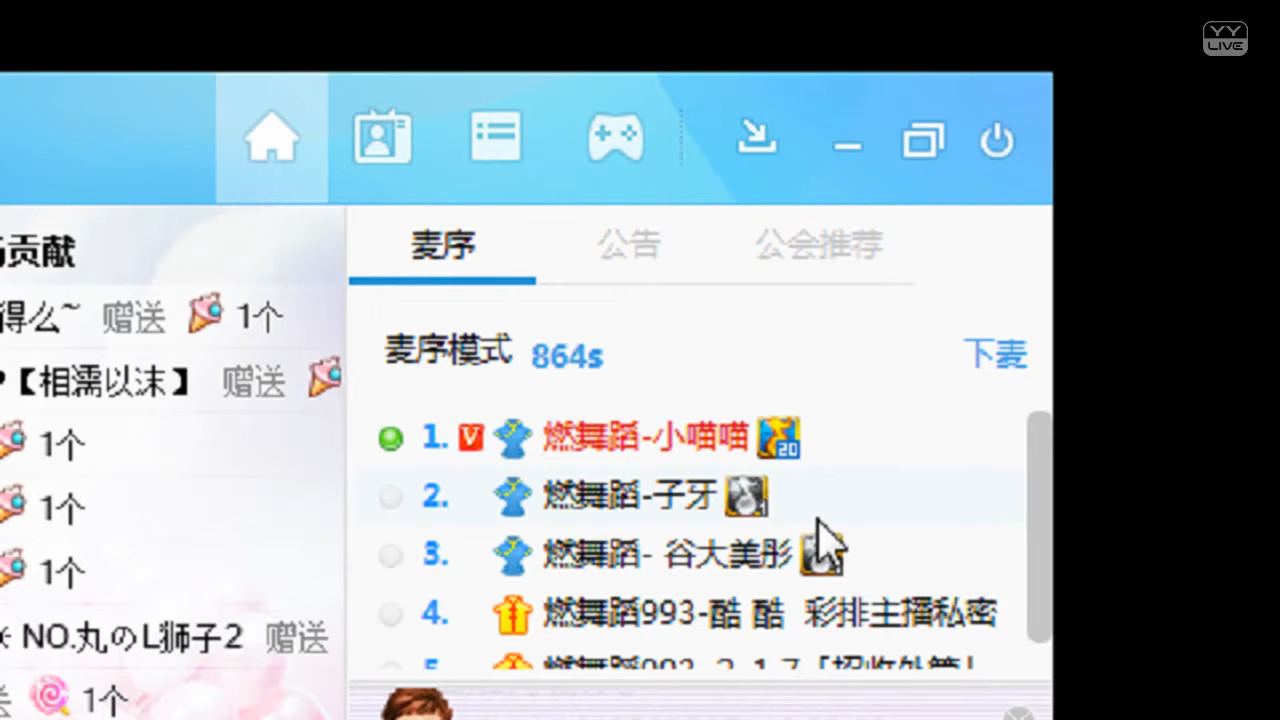 YY
LIVE
麦序
公告
公会推荐
贡献
麦序模式 864s
下麦
得么~ 赠送 1个
【相濡以沫】 赠送
1个
1. V 燃舞蹈-小喵喵 20
1个
2. 燃舞蹈-子牙
1个
3. 燃舞蹈- 谷大美彤
4. 燃舞蹈993-酷 酷 彩排主播私密
NO.丸のL狮子2 赠送
1个